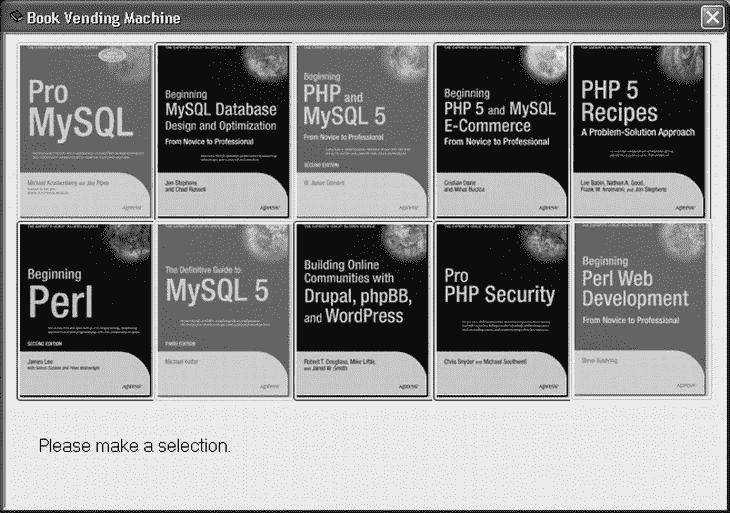 Book Vending Machine
Pro
MySQL
Michael Kruckenberg and Jay Pipes
Apress
Beginning
MySQL Database
Design and Optimization
From Novice to Professional
Jon Stephens
and Chad Russell
Apress
Beginning
PHP and
MySQL 5
From Novice to Professional
SECOND EDITION
W. Jason Gilmore
Apress
Beginning
PHP 5 and MySQL
E-Commerce
From Novice to Professional
Cristian Darie
and Mihai Bucica
Apress
PHP 5
Recipes
A Problem-Solution Approach
Lee Babin, Nathan A. Good,
Frank M. Kromann, and Jon Stephens
Apress
Beginning
Perl
SECOND EDITION
James Lee
Apress
The Definitive Guide to
MySQL 5
THIRD EDITION
Michael Kofler
Apress
Building Online
Communities with
Drupal, phpBB,
and WordPress
Robert T. Douglass, Mike Little,
and Jared W. Smith
Apress
Pro
PHP Security
Chris Snyder and Michael Southwell
Apress
Beginning
Perl Web
Development
From Novice to Professional
Steve Suehring
Apress
Please make a selection.